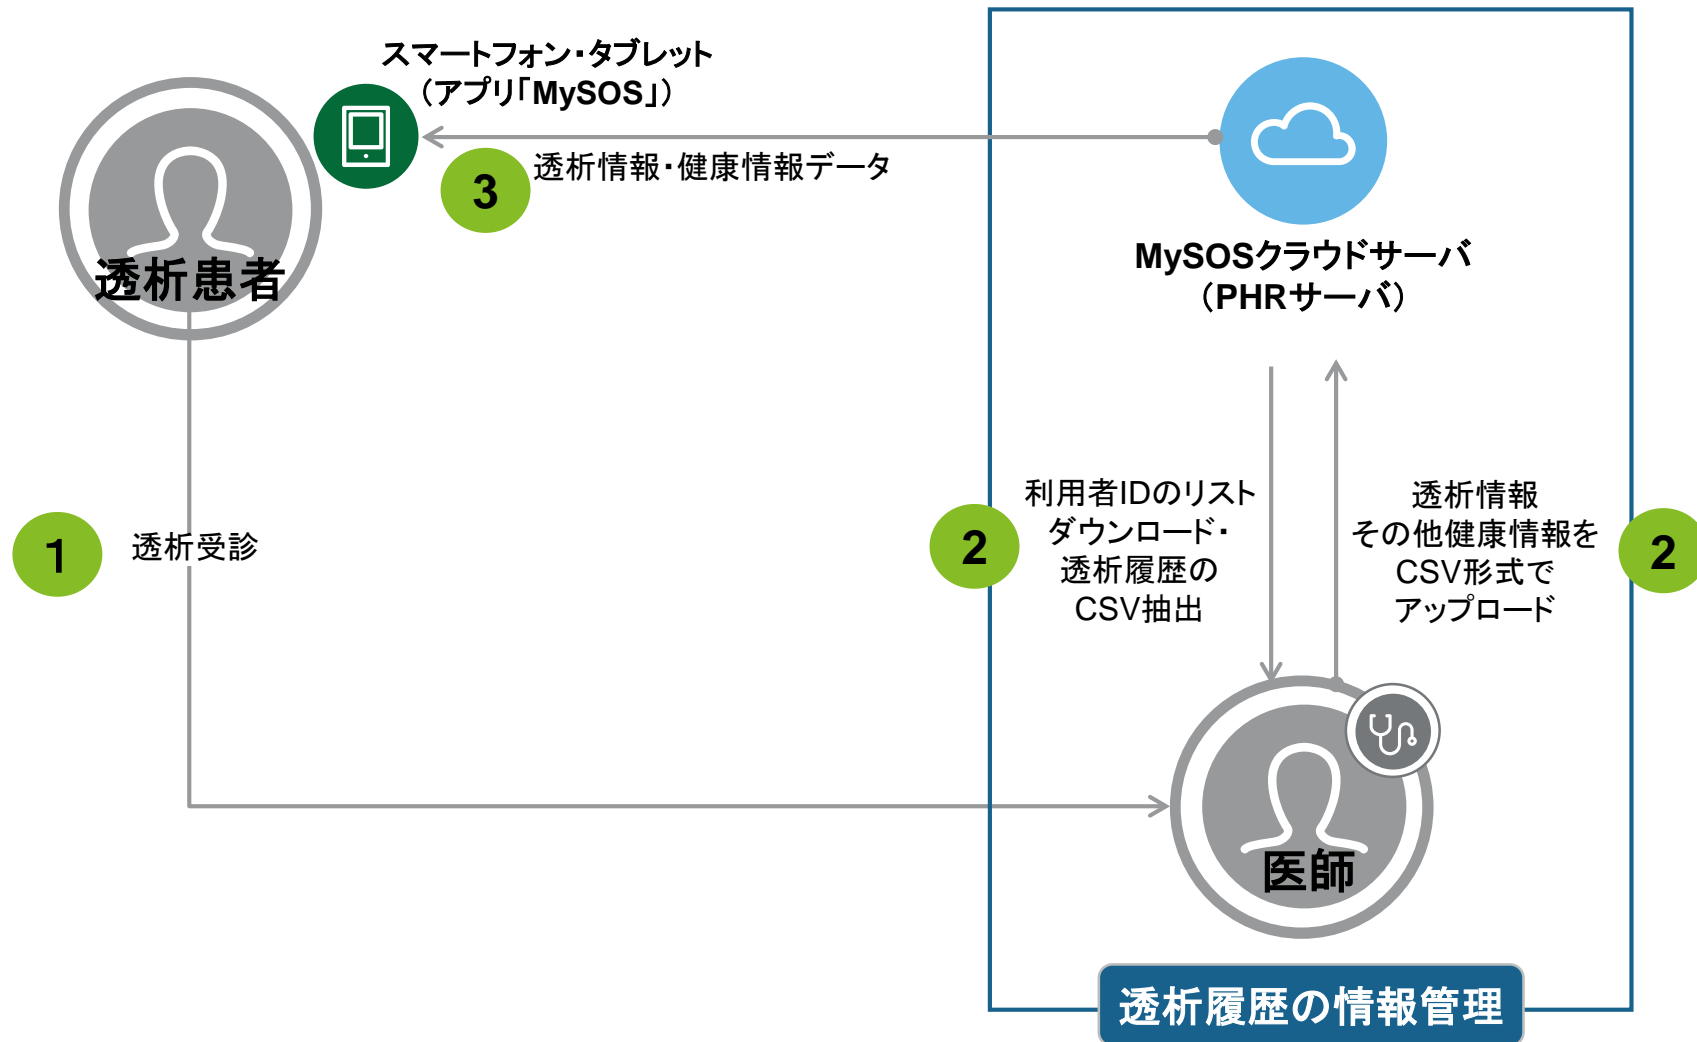 スマートフォン・タブレット
（アプリ「MySOS」）
3
透析情報・健康情報データ
透析患者
MySOSクラウドサーバ
（PHRサーバ）
1
透析受診
2
利用者IDのリスト
ダウンロード・
透析履歴の
CSV抽出
透析情報
その他健康情報を
CSV形式で
アップロード
2
医師
透析履歴の情報管理